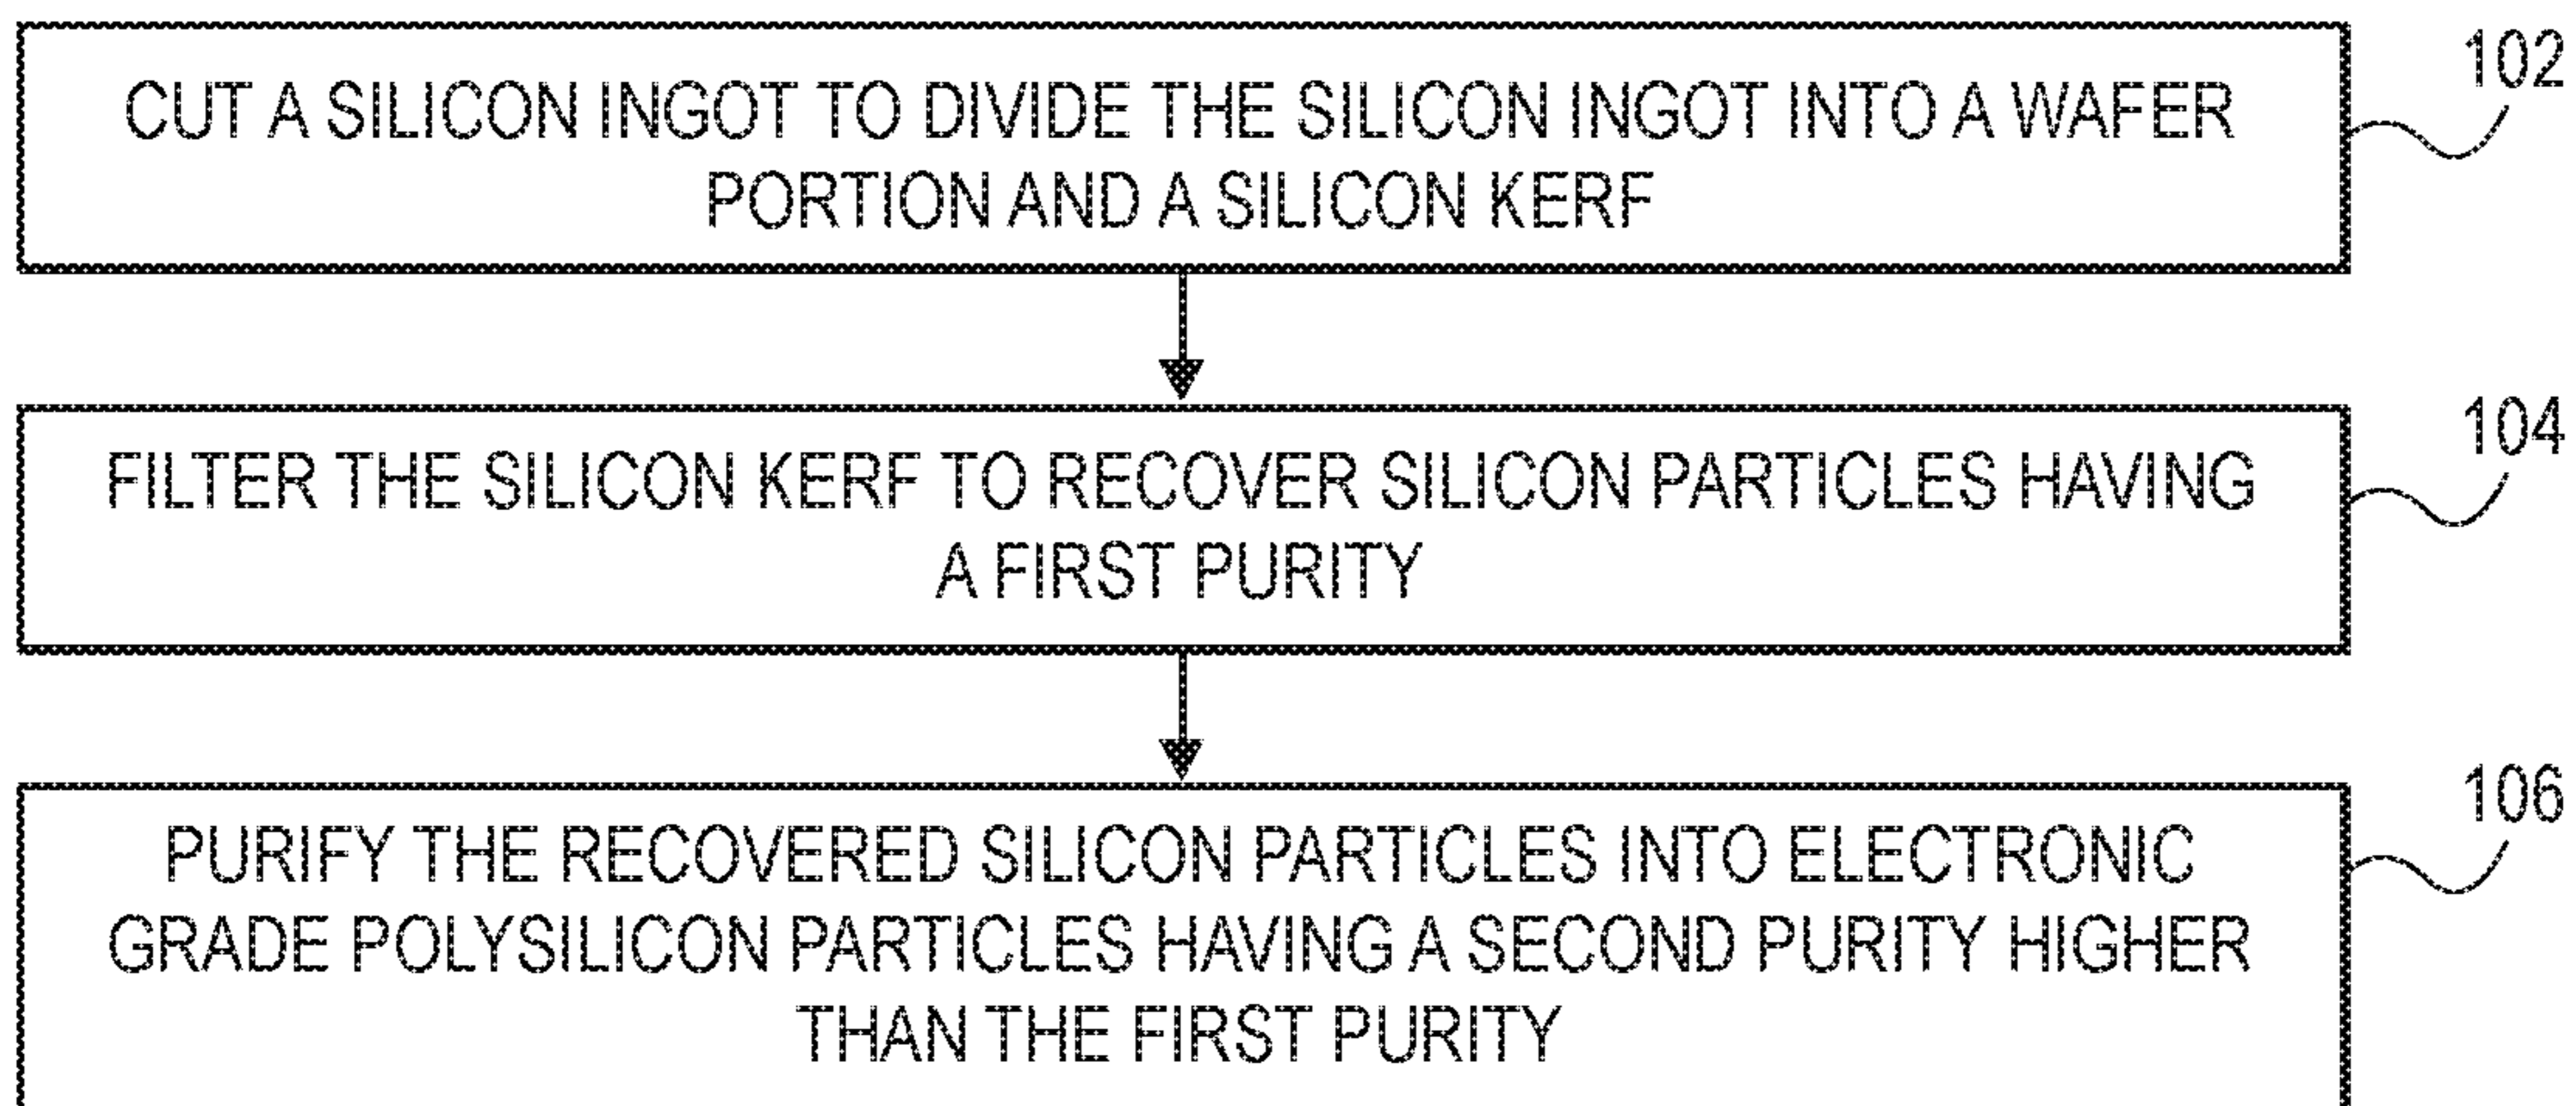 CUT A SILICON INGOT TO DIVIDE THE SILICON INGOT INTO A WAFER
PORTION AND A SILICON KERF
102
FILTER THE SILICON KERF TO RECOVER SILICON PARTICLES HAVING
A FIRST PURITY
104
PURIFY THE RECOVERED SILICON PARTICLES INTO ELECTRONIC
GRADE POLYSILICON PARTICLES HAVING A SECOND PURITY HIGHER
THAN THE FIRST PURITY
106